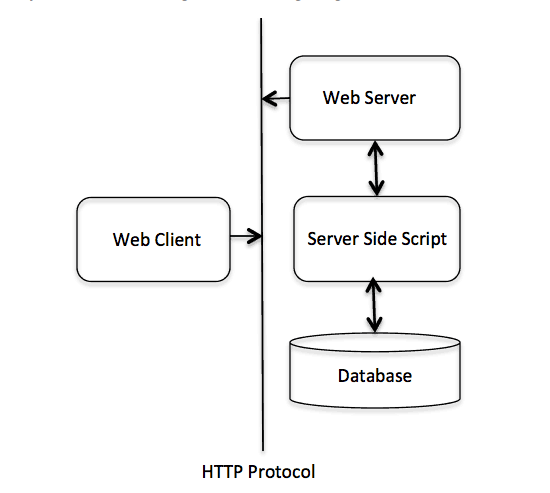 Web Server
Web Client
Server Side Script
Database
HTTP Protocol